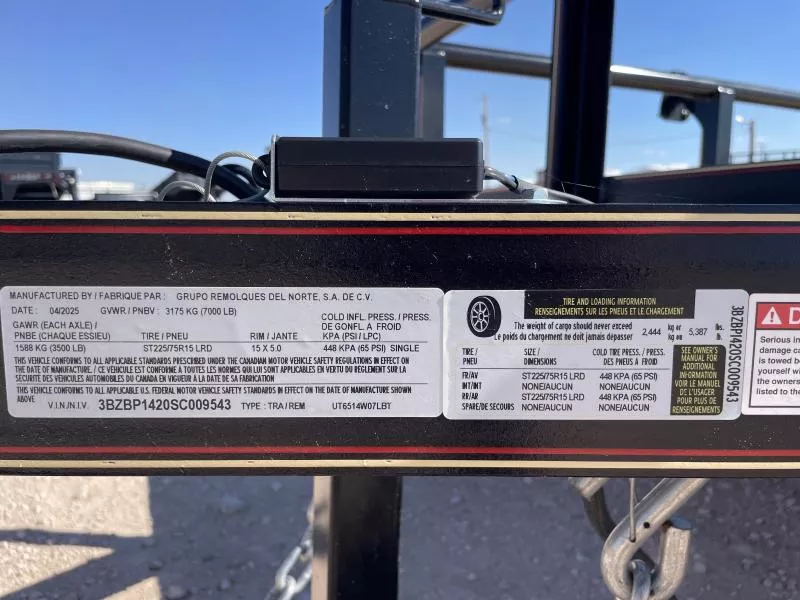 MANUFACTURED BY / FABRIQUE PAR : GRUPO REMOLQUES DEL NORTE, S.A. DE C.V.
DATE : 04/2025 GVWR / PNBV : 3175 KG (7000 LB)
GAWR (EACH AXLE) /
PNBE (CHAQUE ESSIEU)
TIRE / PNEU
RIM / JANTE
COLD INFL. PRESS. / PRESS.
DE GONFL. A FROID
KPA (PSI / LPC)
1588 KG (3500 LB) ST225/75R15 LRD 15 X 5.0 448 KPA (65 PSI) SINGLE
THIS VEHICLE CONFORMS TO ALL APPLICABLE STANDARDS PRESCRIBED UNDER THE CANADIAN MOTOR VEHICLE SAFETY REGULATIONS IN EFFECT ON
THE DATE OF MANUFACTURE / CE VEHICULE EST CONFORME A TOUTES LES NORMES QUI LUI SONT APPLICABLES EN VERTU DU REGLEMENT SUR LA
SÉCURITÉ DES VEHICULES AUTOMOBILES DU CANADA EN VIGUEUR A LA DATE DE SA FABRICATION
THIS VEHICLE CONFORMS TO ALL APPLICABLE U.S. FEDERAL MOTOR VEHICLE SAFETY STANDARDS IN EFFECT ON THE DATE OF MANUFACTURE SHOWN
ABOVE.
V.I.N./N.I.V. 3BZBP1420SC009543 TYPE : TRA / REM UT6514W07LBT
TIRE AND LOADING INFORMATION
RENSEIGNEMENTS SUR LES PNEUS ET LE CHARGEMENT
The weight of cargo should never exceed
Le poids du chargement ne doit jamais dépasser
2,444 kg or kg ou 5,387 lbs. lb.
TIRE / PNEU
SIZE / DIMENSIONS
COLD TIRE PRESS. / PRESS. DES PNEUS A FROID
FR/AV ST225/75R15 LRD 448 KPA (65 PSI)
INT/INT NONE/AUCUN NONE/AUCUN
RR/AR ST225/75R15 LRD 448 KPA (65 PSI)
SPARE/DE SECOURS NONE/AUCUN NONE/AUCUN
SEE OWNER'S
MANUAL FOR
ADDITIONAL
INFORMATION
VOIR LE MANUEL
DE L'USAGER
POUR PLUS DE
RENSEIGNEMENTS
3BZBP1420SC009543
Serious in
damage ca
is towed b
yourself wi
the owner
listed to the